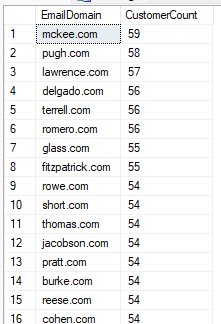 EmailDomain CustomerCount
1 mckee.com 59
2 pugh.com 58
3 lawrence.com 57
4 delgado.com 56
5 terrell.com 56
6 romero.com 56
7 glass.com 55
8 fitzpatrick.com 55
9 rowe.com 54
10 short.com 54
11 thomas.com 54
12 jacobson.com 54
13 pratt.com 54
14 burke.com 54
15 reese.com 54
16 cohen.com 54